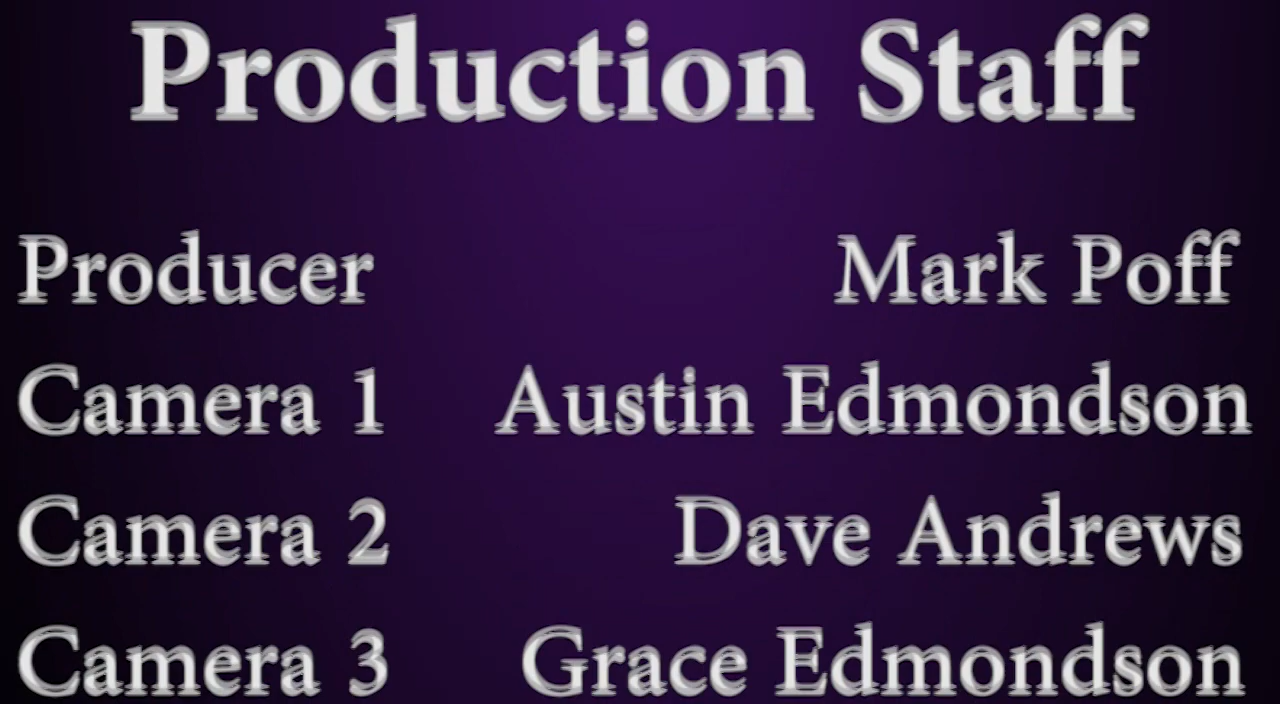 Production Staff
Producer Mark Poff
Camera 1 Austin Edmondson
Camera 2 Dave Andrews
Camera 3 Grace Edmondson